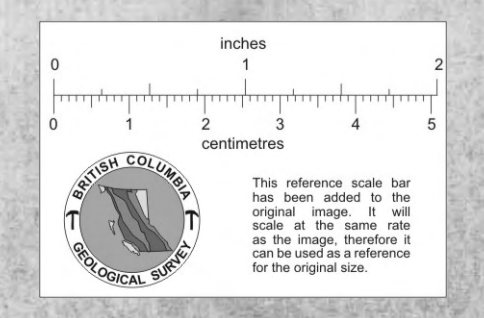 inches
0 1 2
0 1 2 3 4 5
centimetres
BRITISH COLUMBIA
GEOLOGICAL SURVEY
This reference scale bar
has been added to the
original image. It will
scale at the same rate
as the image, therefore it
can be used as a reference
for the original size.